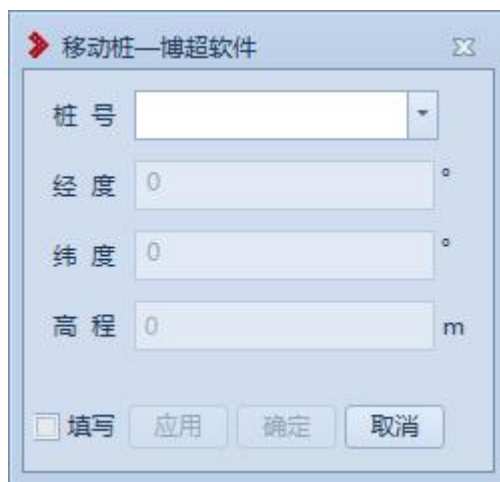 移动桩—博超软件
桩 号
经 度 0 °
纬 度 0 °
高 程 0 m
填写 应用 确定 取消